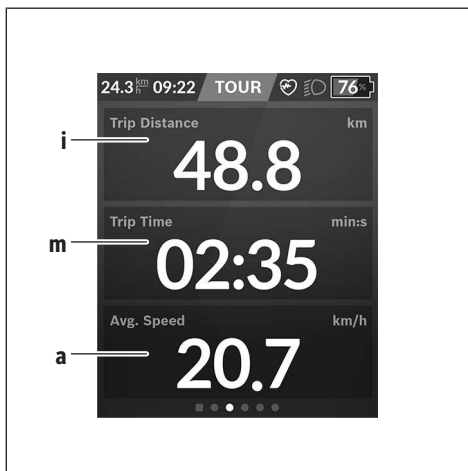 24.3 km/h 09:22 TOUR 76%
i Trip Distance km
48.8
m Trip Time min:s
02:35
a Avg. Speed km/h
20.7